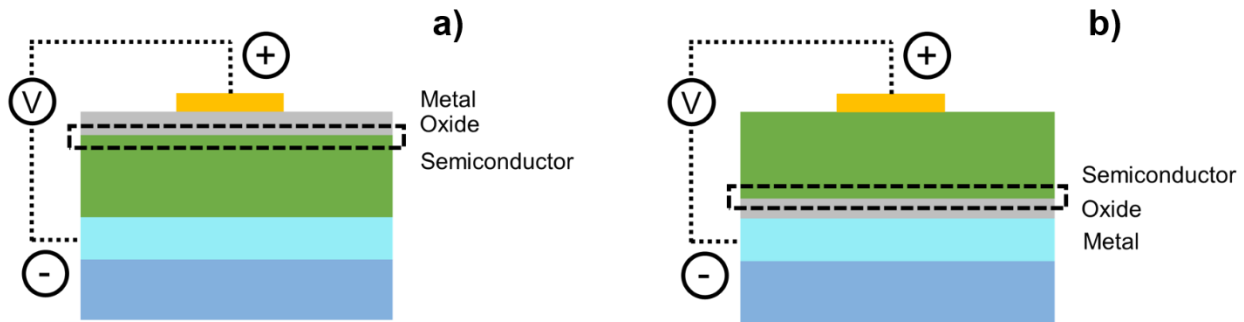 a)
+
V
Metal
Oxide
Semiconductor
-
b)
+
V
Semiconductor
Oxide
Metal
-